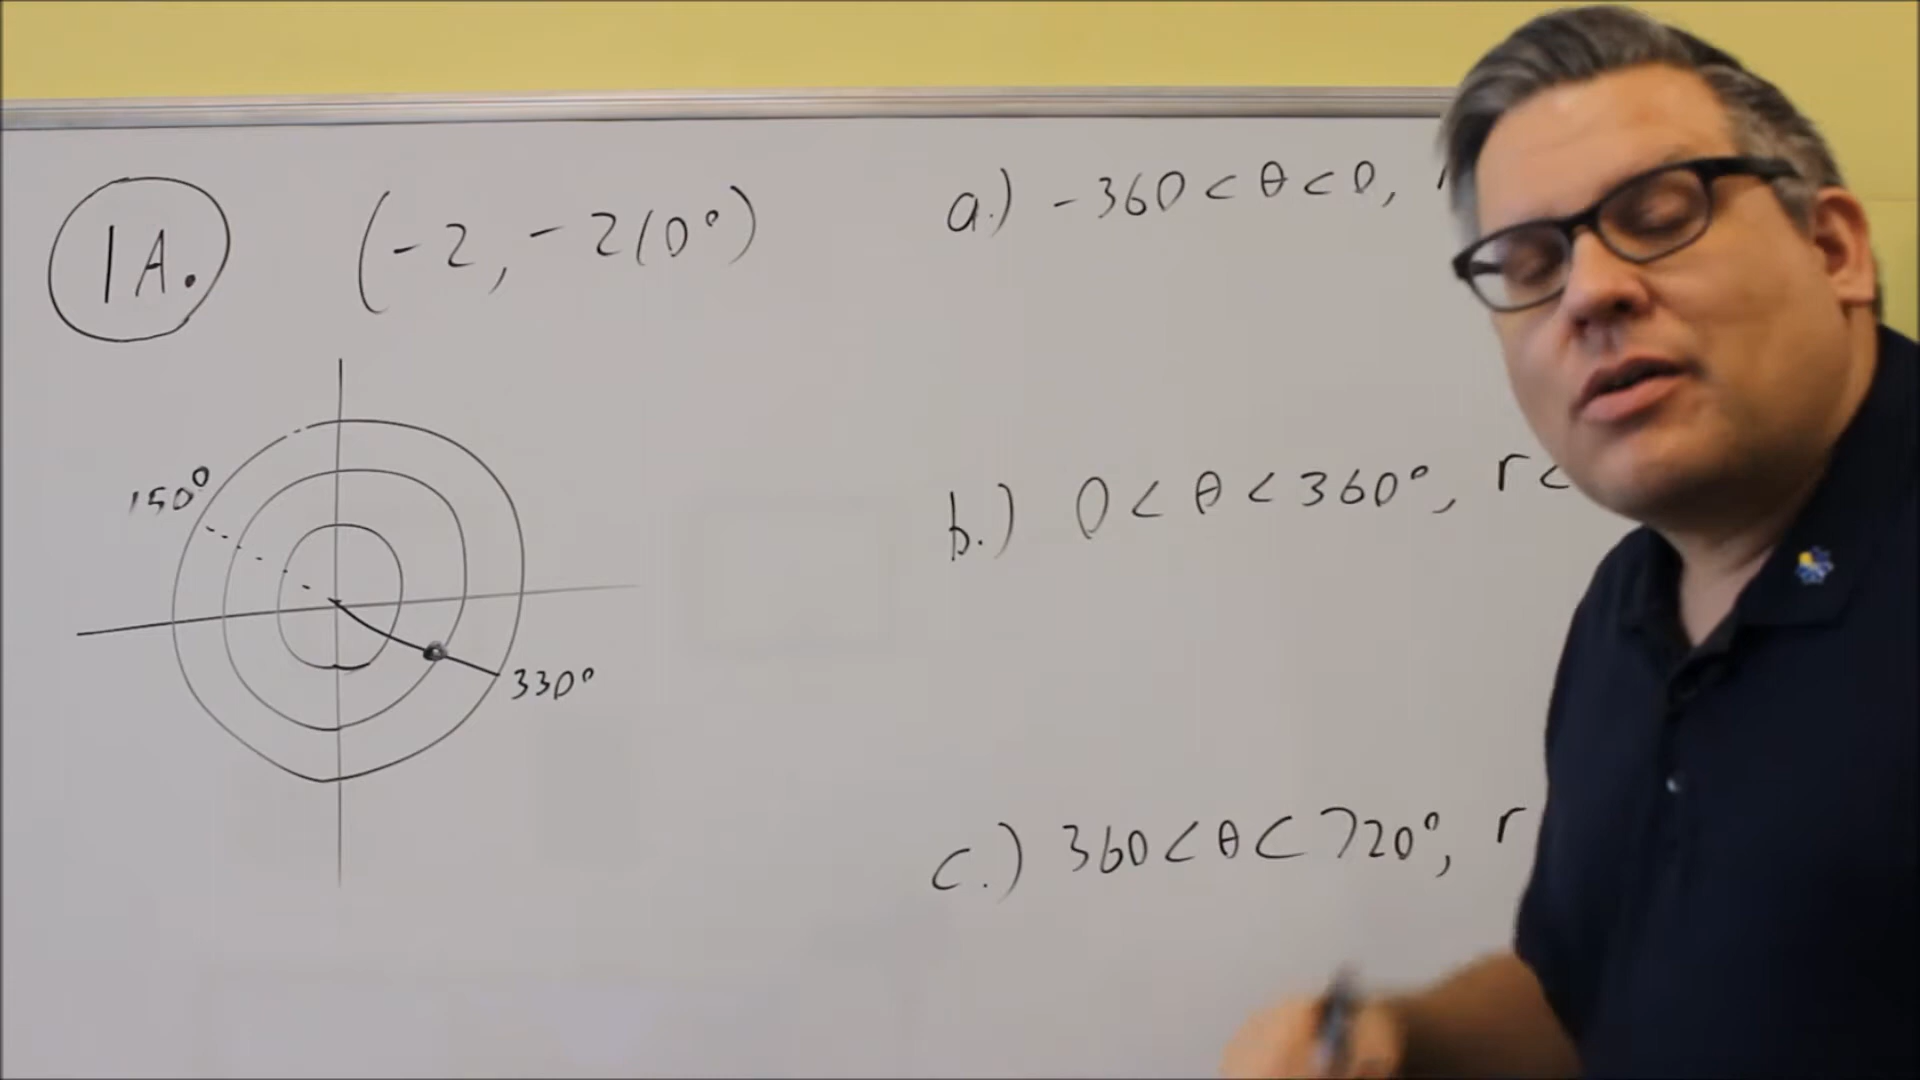 1A.
(-2, -210°)
a.) -360 < θ < 0,
150°
330°
b.) 0 < θ < 360°, r <
c.) 360 < θ < 720°, r